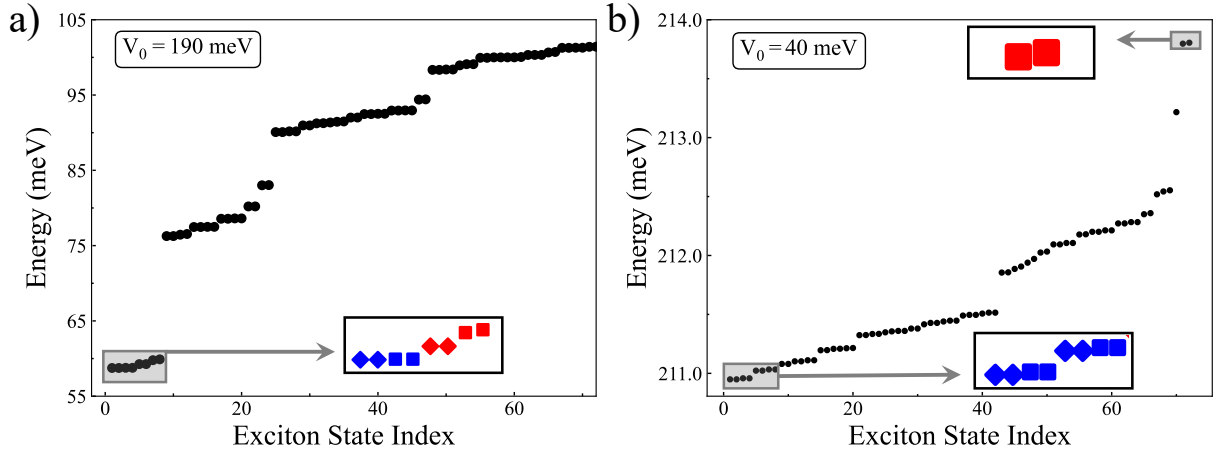 a)
V₀ = 190 meV
105
95
85
75
65
55
Energy (meV)
0
20
40
60
Exciton State Index
b)
V₀ = 40 meV
214.0
213.0
212.0
211.0
Energy (meV)
0
20
40
60
Exciton State Index